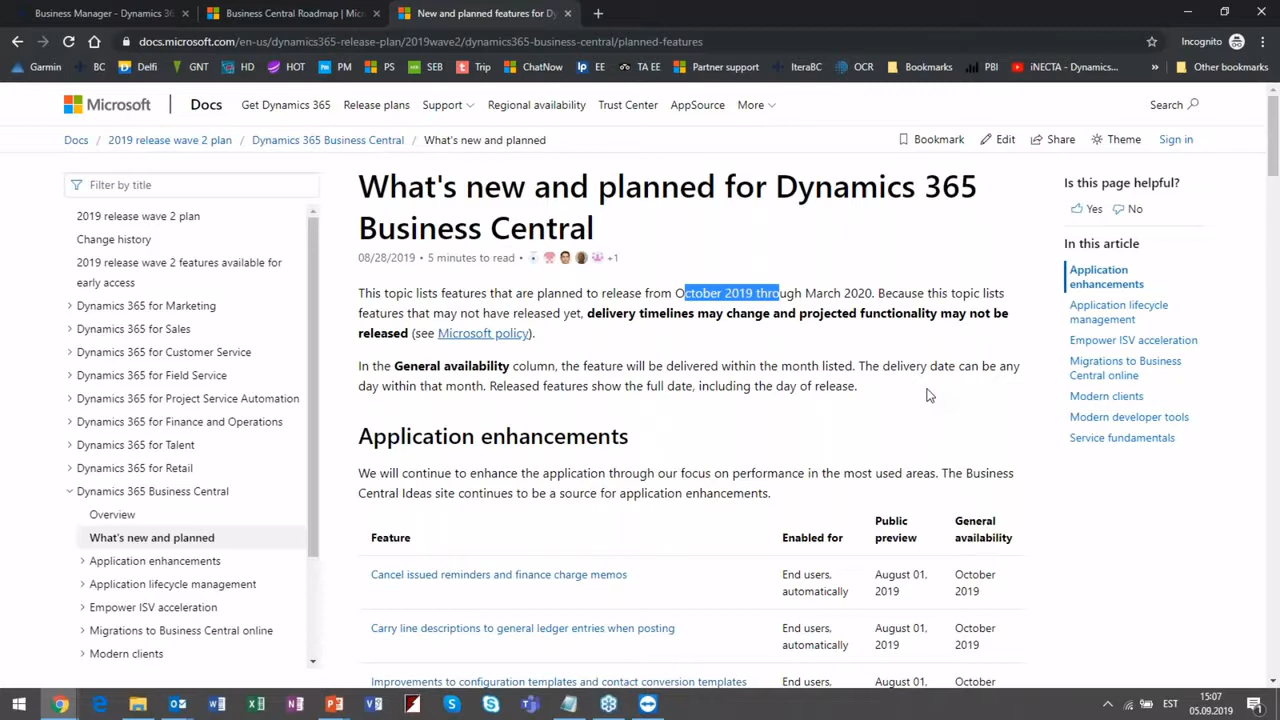 Business Manager - Dynamics 36
Business Central Roadmap | Micr
New and planned features for Dy
docs.microsoft.com/en-us/dynamics365-release-plan/2019wave2/dynamics365-business-central/planned-features
Incognito
Garmin BC Delfi GNT HD HOT PM PS SEB Trip ChatNow EE TA EE Partner support IteraBC OCR Bookmarks PBI iNECTA - Dynamics... » Other bookmarks
Microsoft Docs Get Dynamics 365 Release plans Support Regional availability Trust Center AppSource More Search
Docs / 2019 release wave 2 plan / Dynamics 365 Business Central / What's new and planned
Bookmark Edit Share Theme Sign in
Filter by title
2019 release wave 2 plan
Change history
2019 release wave 2 features available for
early access
Dynamics 365 for Marketing
Dynamics 365 for Sales
Dynamics 365 for Customer Service
Dynamics 365 for Field Service
Dynamics 365 for Project Service Automation
Dynamics 365 for Finance and Operations
Dynamics 365 for Talent
Dynamics 365 for Retail
Dynamics 365 Business Central
Overview
What's new and planned
Application enhancements
Application lifecycle management
Empower ISV acceleration
Migrations to Business Central online
Modern clients
What's new and planned for Dynamics 365
Business Central
08/28/2019 • 5 minutes to read • +1
This topic lists features that are planned to release from October 2019 through March 2020. Because this topic lists
features that may not have released yet, delivery timelines may change and projected functionality may not be
released (see Microsoft policy).
In the General availability column, the feature will be delivered within the month listed. The delivery date can be any
day within that month. Released features show the full date, including the day of release.
Application enhancements
We will continue to enhance the application through our focus on performance in the most used areas. The Business
Central Ideas site continues to be a source for application enhancements.
Feature Enabled for Public preview General availability
Cancel issued reminders and finance charge memos End users, automatically August 01, 2019 October 2019
Carry line descriptions to general ledger entries when posting End users, automatically August 01, 2019 October 2019
Improvements to configuration templates and contact conversion templates End users, August 01, October
Is this page helpful?
Yes No
In this article
Application
enhancements
Application lifecycle
management
Empower ISV acceleration
Migrations to Business
Central online
Modern clients
Modern developer tools
Service fundamentals
EST
15:07
05.09.2019